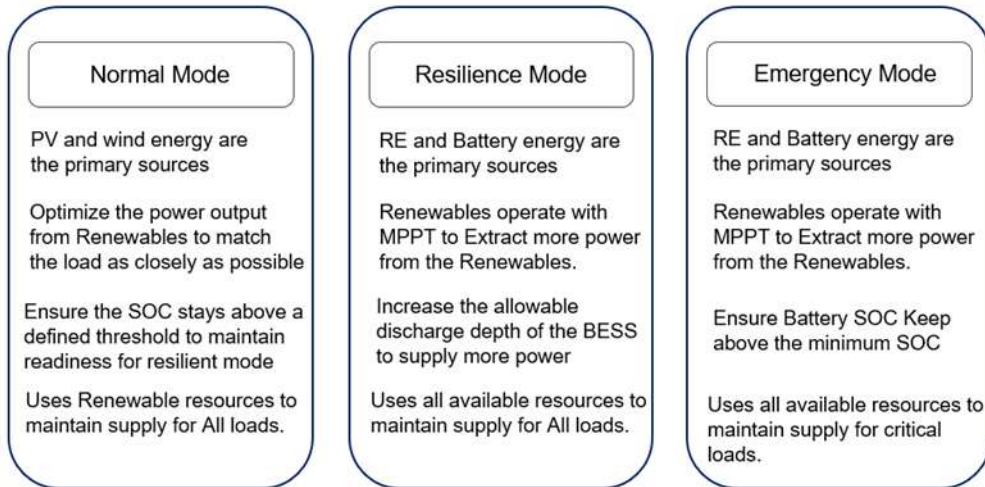 Normal Mode
PV and wind energy are
the primary sources
Optimize the power output
from Renewables to match
the load as closely as possible
Ensure the SOC stays above a
defined threshold to maintain
readiness for resilient mode
Uses Renewable resources to
maintain supply for All loads.
Resilience Mode
RE and Battery energy are
the primary sources
Renewables operate with
MPPT to Extract more power
from the Renewables.
Increase the allowable
discharge depth of the BESS
to supply more power
Uses all available resources to
maintain supply for All loads.
Emergency Mode
RE and Battery energy are
the primary sources
Renewables operate with
MPPT to Extract more power
from the Renewables.
Ensure Battery SOC Keep
above the minimum SOC
Uses all available resources to
maintain supply for critical
loads.